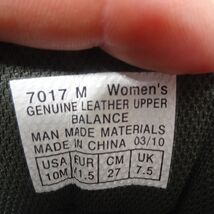 7017 M Women's
GENUINE LEATHER UPPER
BALANCE
MAN MADE MATERIALS
MADE IN CHINA 03/10
USA EUR CM UK
10M 41.5 27 7.5